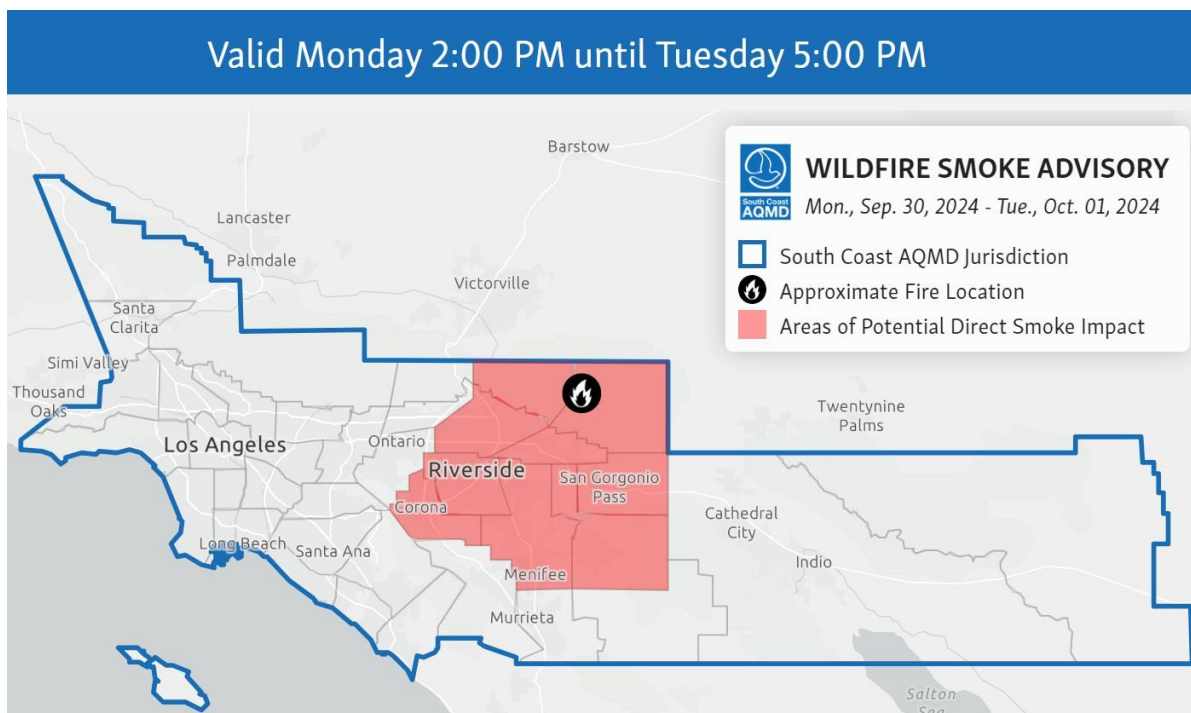 Valid Monday 2:00 PM until Tuesday 5:00 PM
WILDFIRE SMOKE ADVISORY
South Coast
AQMD
Mon., Sep. 30, 2024 - Tue., Oct. 01, 2024
South Coast AQMD Jurisdiction
Approximate Fire Location
Areas of Potential Direct Smoke Impact
Barstow
Lancaster
Palmdale
Victorville
Santa
Clarita
Simi Valley
Thousand
Oaks
Los Angeles
Ontario
Riverside
San Gorgonio
Pass
Twentynine
Palms
Corona
Cathedral
City
Long Beach
Santa Ana
Indio
Menifee
Murrieta
Salton
Sea